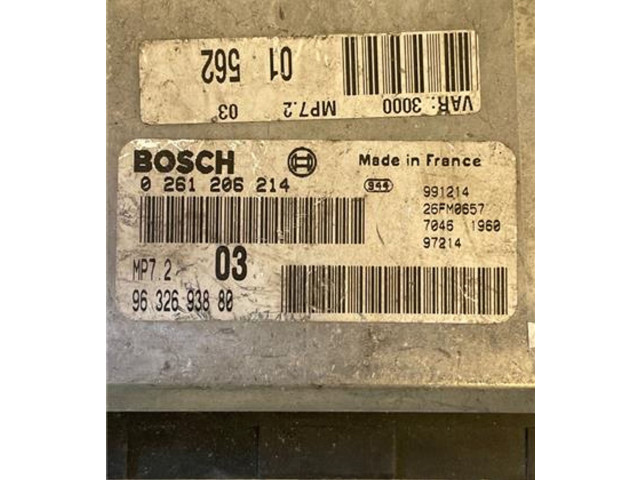 VAR: 3000 MP7.2 03
01 562
BOSCH Made in France
0 261 206 214 944 991214
26FM0657
7046 1960
97214
MP7.2 03
96 326 938 80